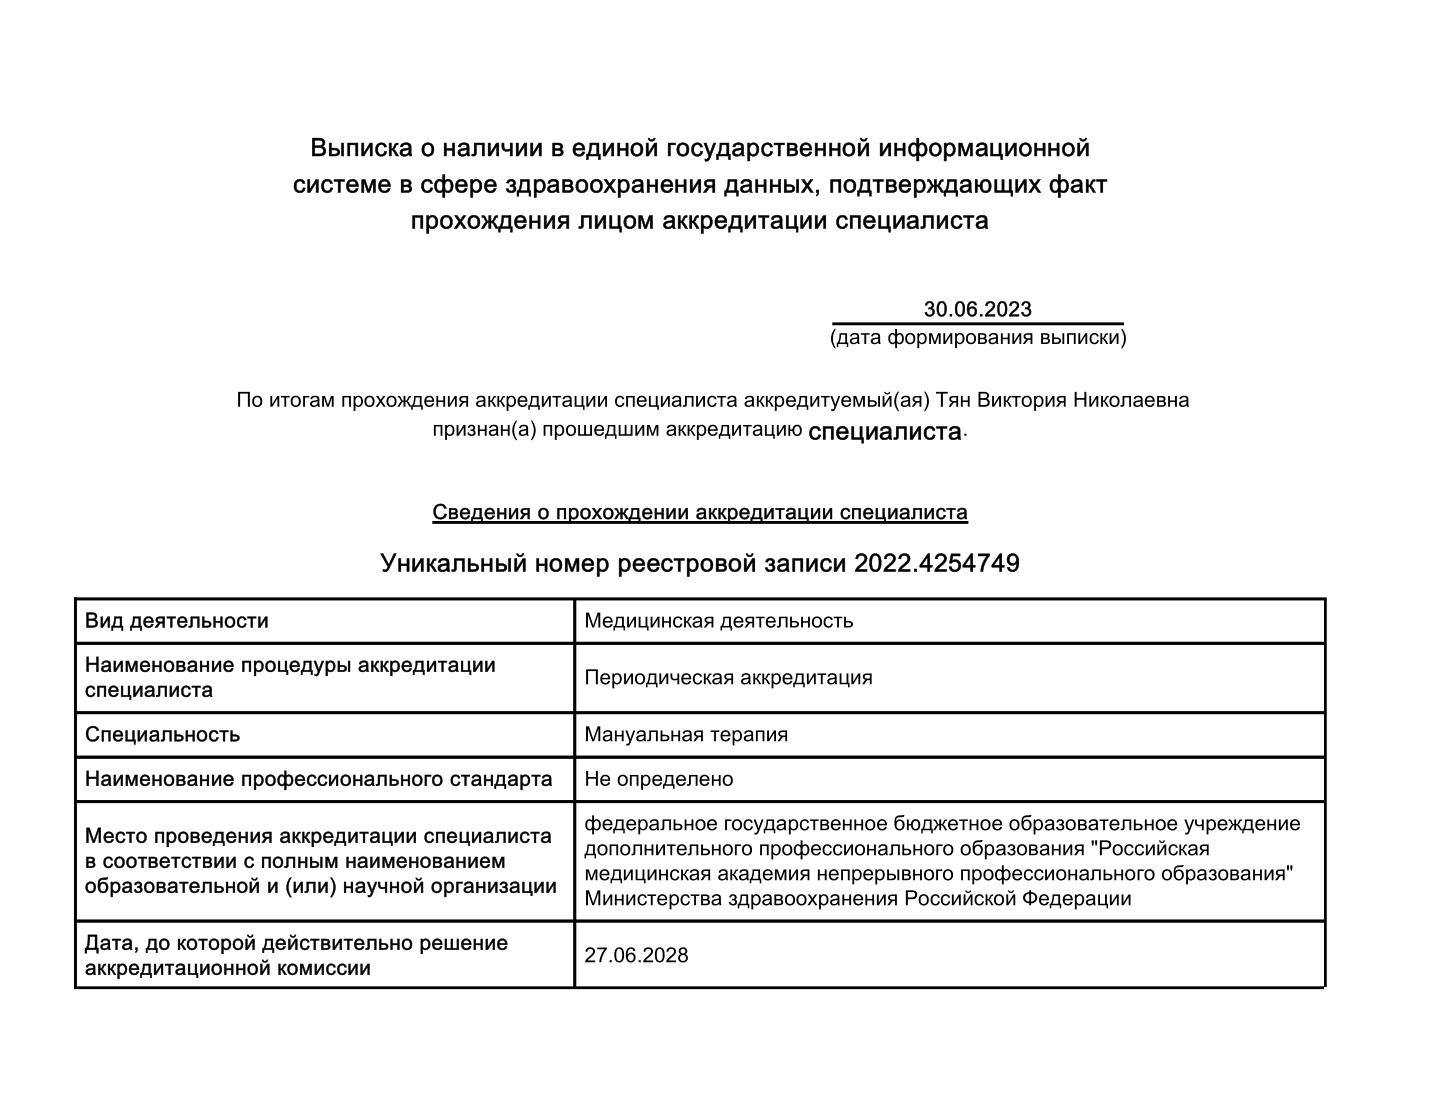 Выписка о наличии в единой государственной информационной
системе в сфере здравоохранения данных, подтверждающих факт
прохождения лицом аккредитации специалиста
30.06.2023
(дата формирования выписки)
По итогам прохождения аккредитации специалиста аккредитуемый(ая) Тян Виктория Николаевна
признан(а) прошедшим аккредитацию специалиста.
Сведения о прохождении аккредитации специалиста
Уникальный номер реестровой записи 2022.4254749
Вид деятельности
Медицинская деятельность
Наименование процедуры аккредитации
специалиста
Периодическая аккредитация
Специальность
Мануальная терапия
Наименование профессионального стандарта
Не определено
Место проведения аккредитации специалиста
в соответствии с полным наименованием
образовательной и (или) научной организации
федеральное государственное бюджетное образовательное учреждение
дополнительного профессионального образования "Российская
медицинская академия непрерывного профессионального образования"
Министерства здравоохранения Российской Федерации
Дата, до которой действительно решение
аккредитационной комиссии
27.06.2028